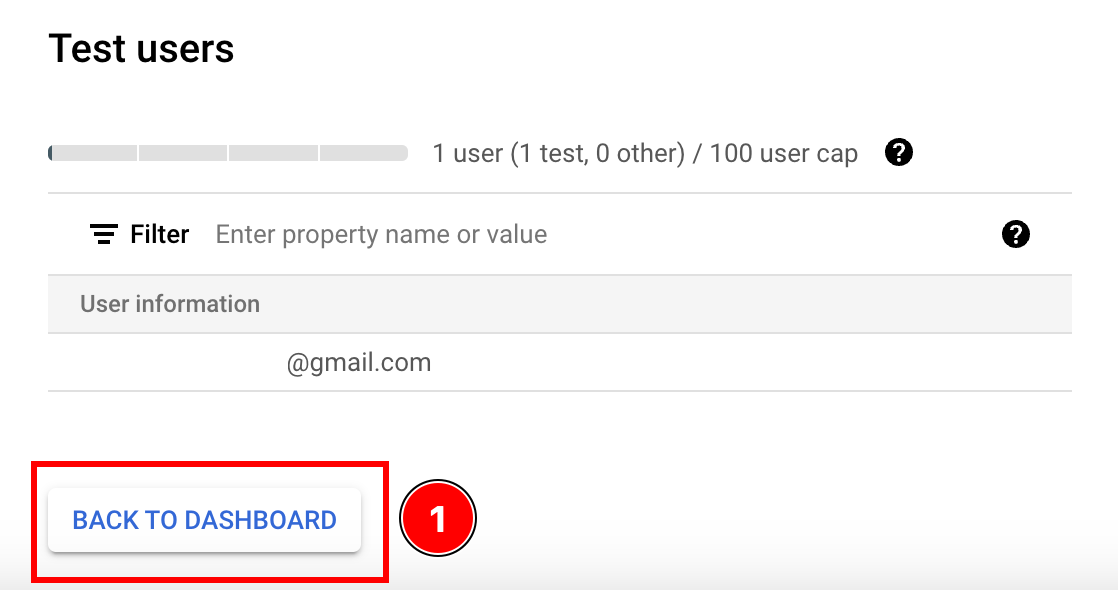 Test users
1 user (1 test, 0 other) / 100 user cap ?
Filter Enter property name or value ?
User information
@gmail.com
BACK TO DASHBOARD 1